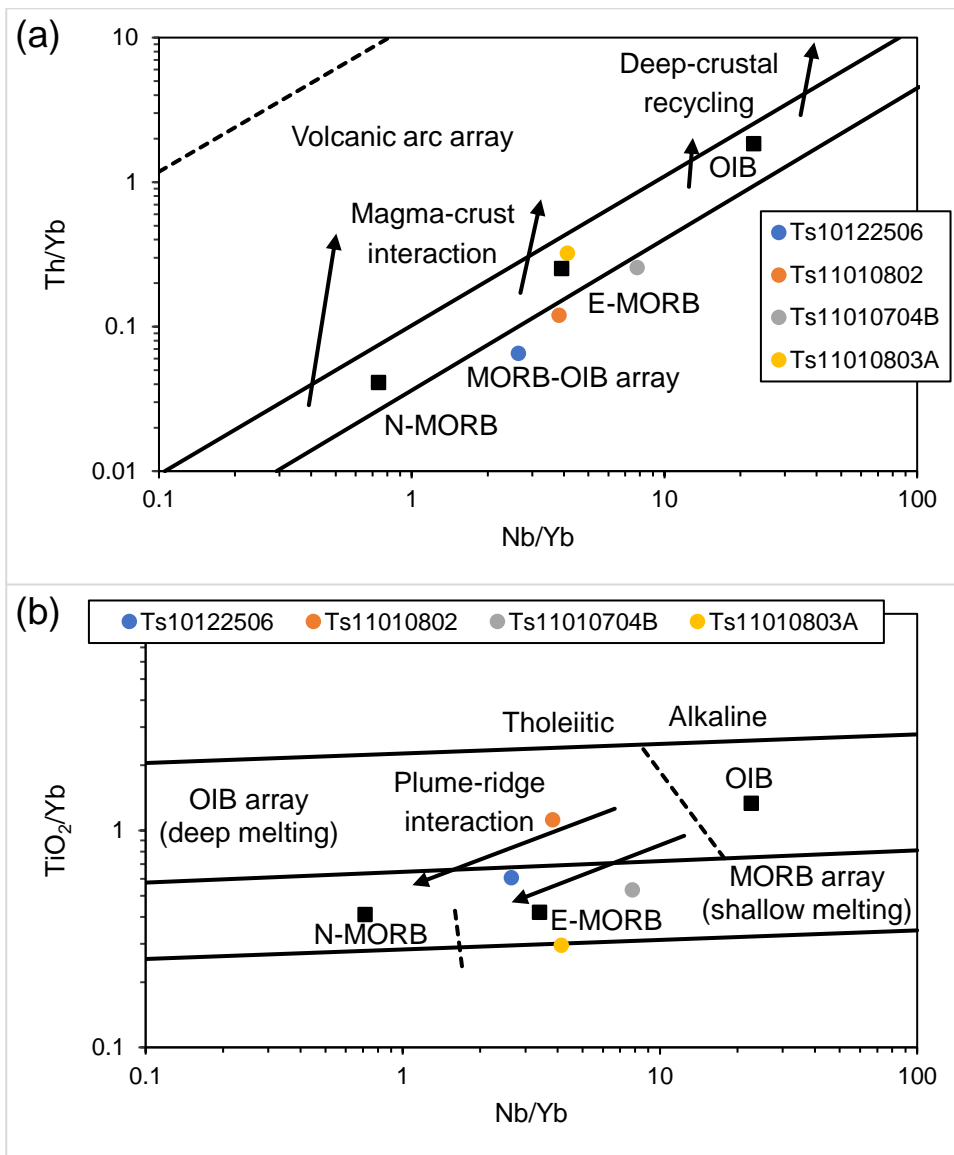 (a)
10
1
0.1
0.01
Th/Yb
Volcanic arc array
Deep-crustal
recycling
OIB
Magma-crust
interaction
E-MORB
MORB-OIB array
N-MORB
Ts10122506
Ts11010802
Ts11010704B
Ts11010803A
0.1
1
10
100
Nb/Yb
(b)
Ts10122506
Ts11010802
Ts11010704B
Ts11010803A
1
0.1
TiO₂/Yb
Tholeiitic
Alkaline
OIB array
(deep melting)
Plume-ridge
interaction
OIB
MORB array
(shallow melting)
N-MORB
E-MORB
0.1
1
10
100
Nb/Yb